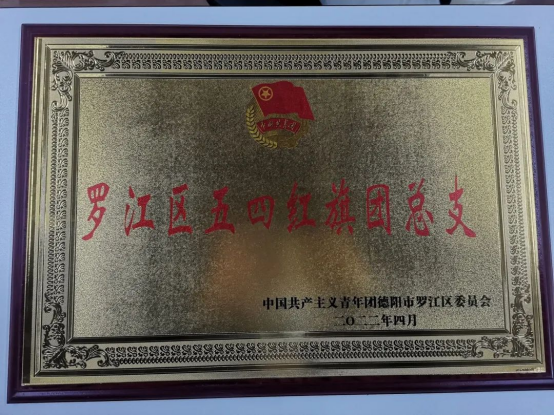 罗江区五四红旗团总支
中国共产主义青年团德阳市罗江区委员会
二〇二二年四月